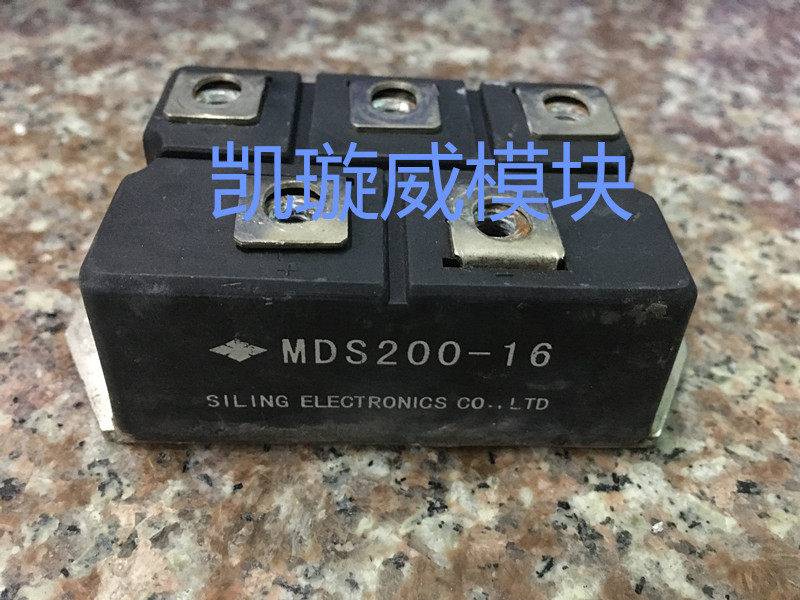 凯璇威模块
+ -
MDS200-16
SILING ELECTRONICS CO.,LTD